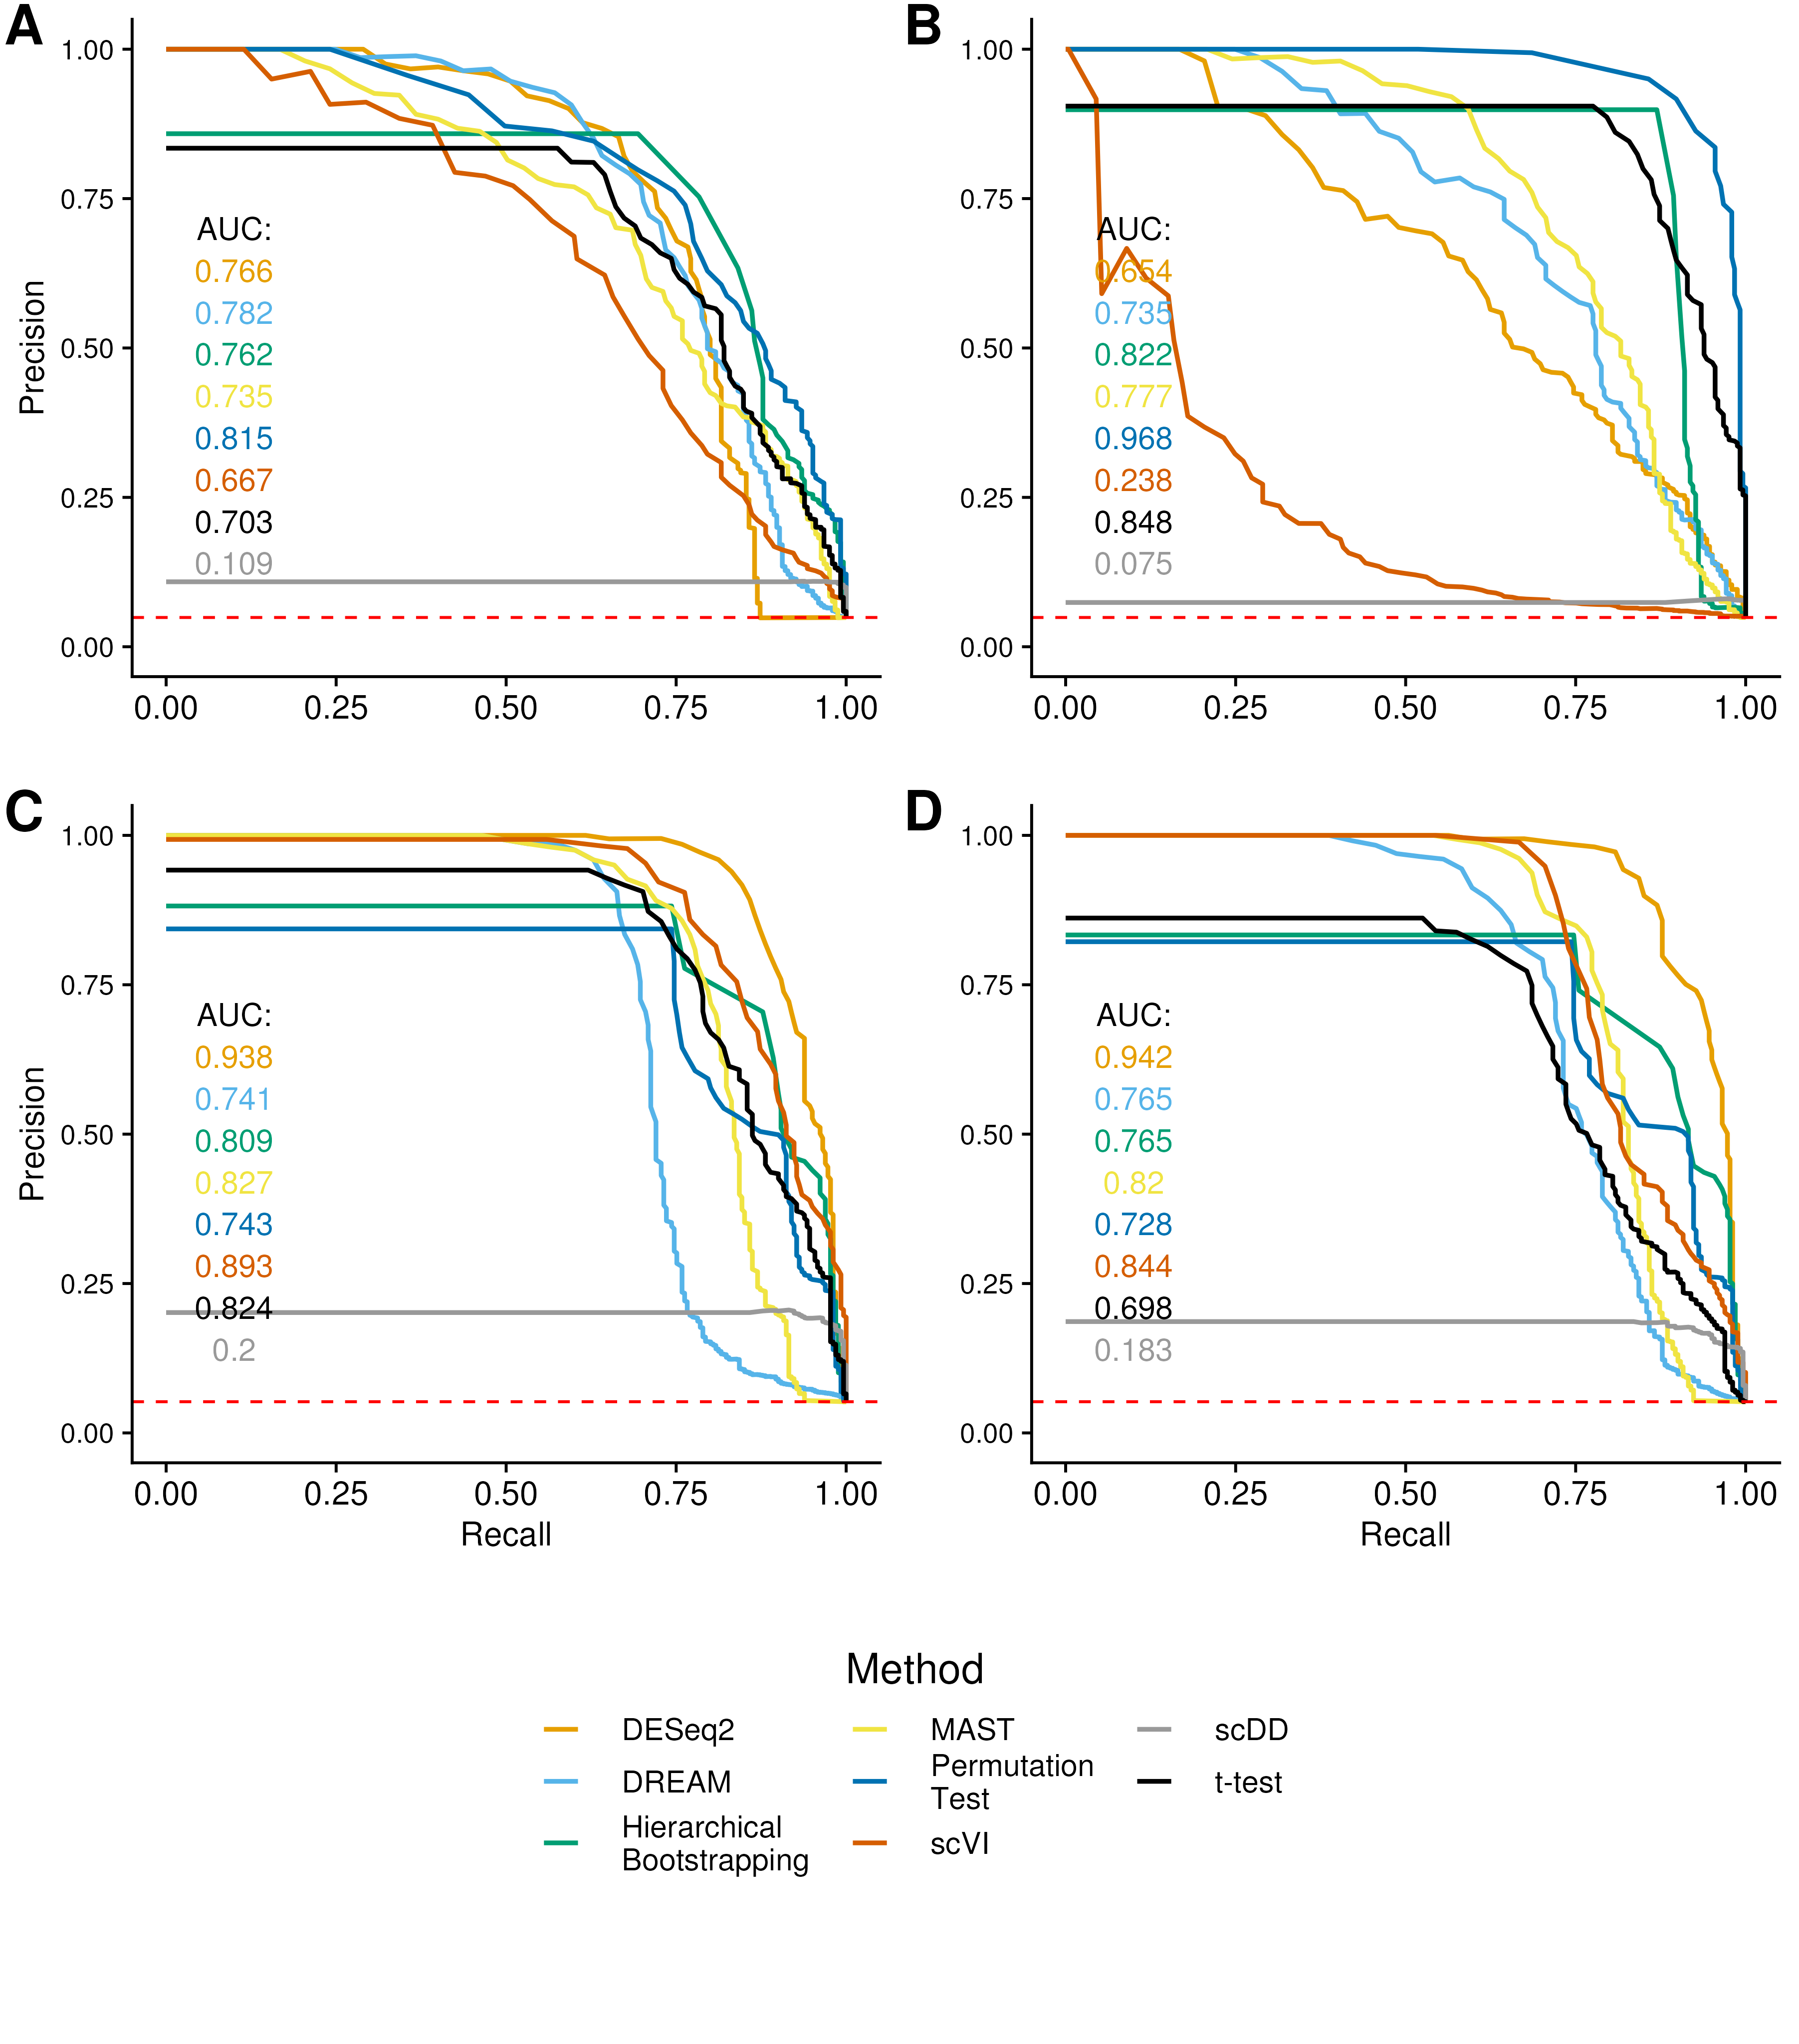 A
1.00
0.75
0.50
0.25
0.00
Precision
AUC:
0.766
0.782
0.762
0.735
0.815
0.667
0.703
0.109
0.00 0.25 0.50 0.75 1.00
B
1.00
0.75
0.50
0.25
0.00
AUC:
0.654
0.735
0.822
0.777
0.968
0.238
0.848
0.075
0.00 0.25 0.50 0.75 1.00
C
1.00
0.75
0.50
0.25
0.00
Precision
AUC:
0.938
0.741
0.809
0.827
0.743
0.893
0.824
0.2
0.00 0.25 0.50 0.75 1.00
Recall
D
1.00
0.75
0.50
0.25
0.00
AUC:
0.942
0.765
0.765
0.82
0.728
0.844
0.698
0.183
0.00 0.25 0.50 0.75 1.00
Recall
Method
DESeq2
DREAM
Hierarchical
Bootstrapping
MAST
Permutation
Test
scVI
scDD
t-test